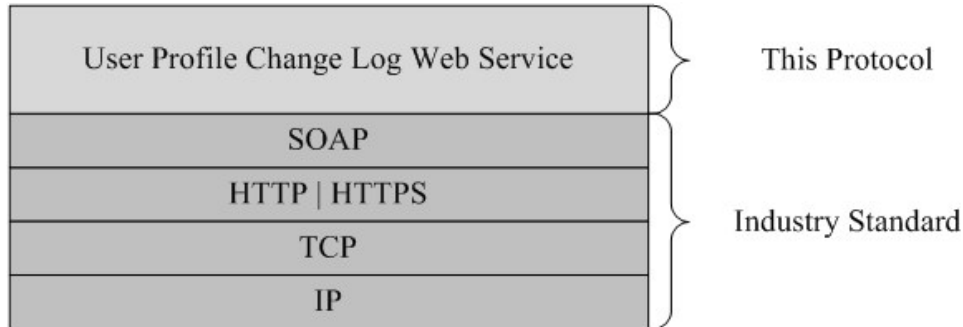 User Profile Change Log Web Service
This Protocol
SOAP
HTTP | HTTPS
TCP
IP
Industry Standard